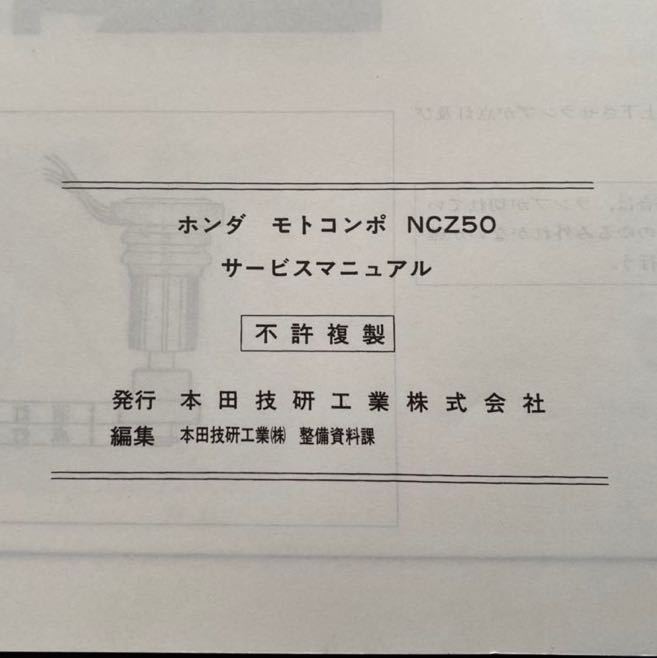 ホンダ モトコンポ NCZ50
サービスマニュアル
不許複製
発行 本田技研工業株式会社
編集 本田技研工業㈱ 整備資料課